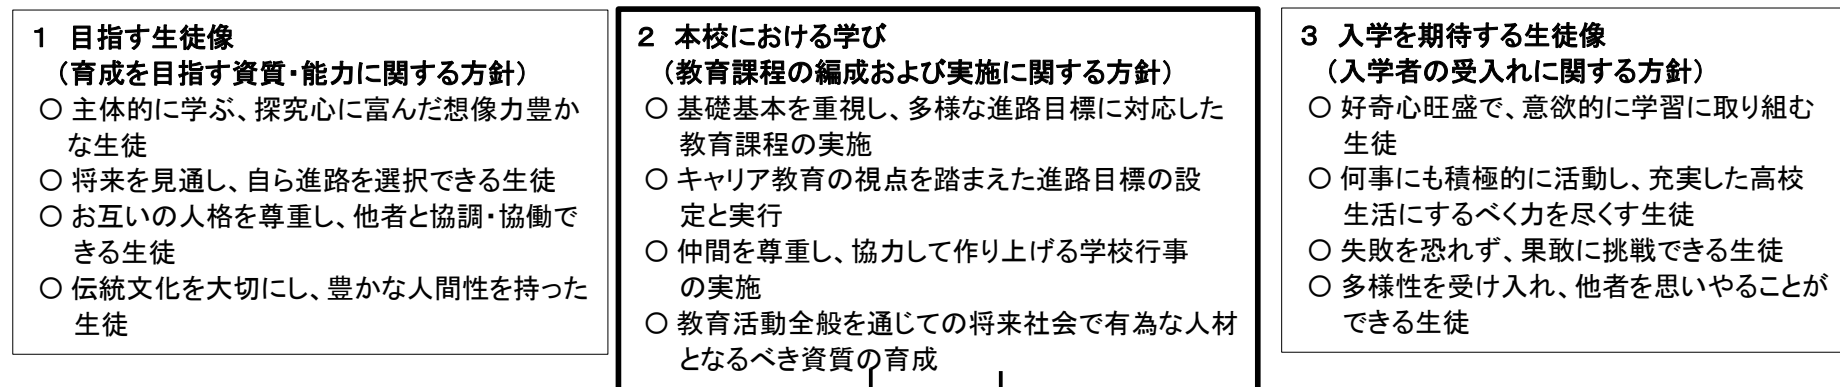 1 目指す生徒像
（育成を目指す資質・能力に関する方針）
○ 主体的に学ぶ、探究心に富んだ想像力豊か
な生徒
○ 将来を見通し、自ら進路を選択できる生徒
○ お互いの人格を尊重し、他者と協調・協働で
きる生徒
○ 伝統文化を大切にし、豊かな人間性を持った
生徒
2 本校における学び
（教育課程の編成および実施に関する方針）
○ 基礎基本を重視し、多様な進路目標に対応した
教育課程の実施
○ キャリア教育の視点を踏まえた進路目標の設
定と実行
○ 仲間を尊重し、協力して作り上げる学校行事
の実施
○ 教育活動全般を通じての将来社会で有為な人材
となるべき資質の育成
3 入学を期待する生徒像
（入学者の受入れに関する方針）
○ 好奇心旺盛で、意欲的に学習に取り組む
生徒
○ 何事にも積極的に活動し、充実した高校
生活にするべく力を尽くす生徒
○ 失敗を恐れず、果敢に挑戦できる生徒
○ 多様性を受け入れ、他者を思いやることが
できる生徒